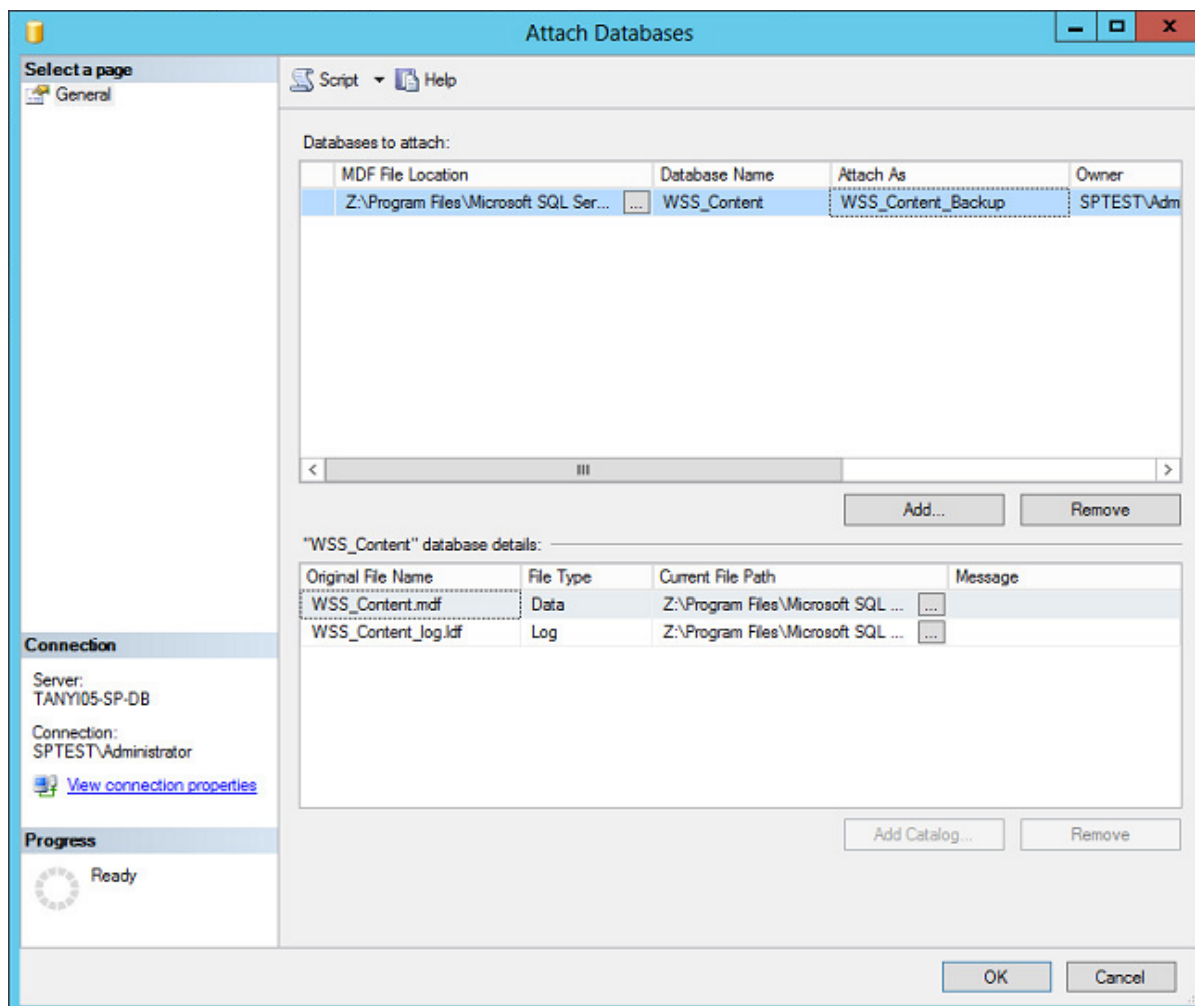 Attach Databases
Select a page
General
Script Help
Databases to attach:
MDF File Location Database Name Attach As Owner
Z:\Program Files\Microsoft SQL Ser... ... WSS_Content WSS_Content_Backup SPTEST\Adm
Add... Remove
"WSS_Content" database details:
Original File Name File Type Current File Path Message
WSS_Content.mdf Data Z:\Program Files\Microsoft SQL ... ...
WSS_Content_log.ldf Log Z:\Program Files\Microsoft SQL ... ...
Add Catalog... Remove
Connection
Server:
TANYI05-SP-DB
Connection:
SPTEST\Administrator
View connection properties
Progress
Ready
OK Cancel